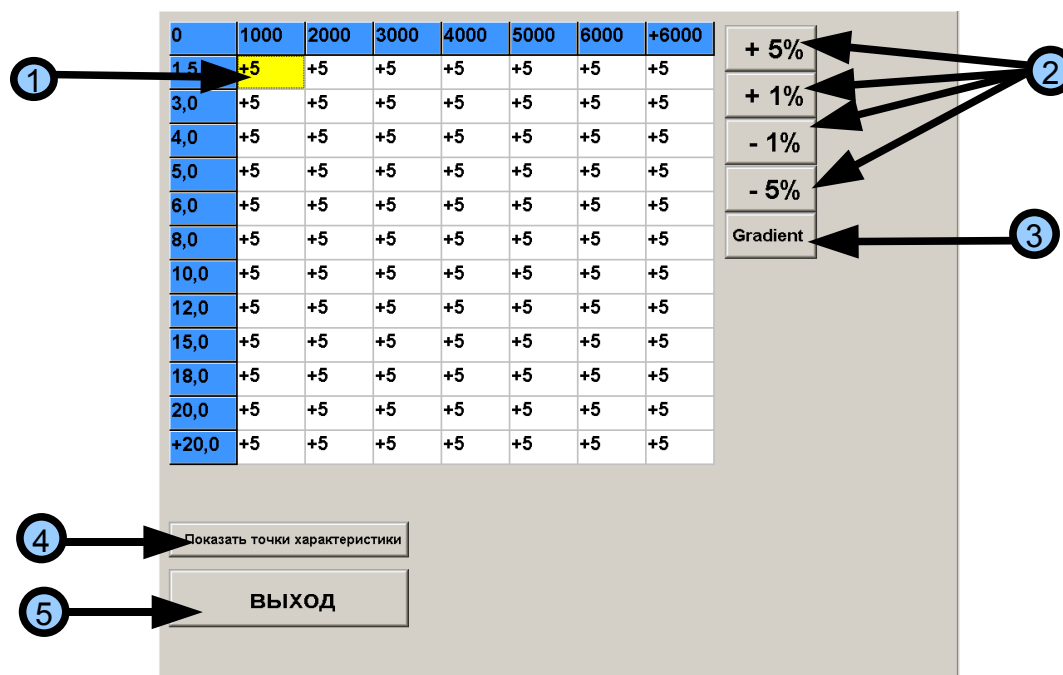 0 1000 2000 3000 4000 5000 6000 +6000
1,5 +5 +5 +5 +5 +5 +5 +5
3,0 +5 +5 +5 +5 +5 +5 +5
4,0 +5 +5 +5 +5 +5 +5 +5
5,0 +5 +5 +5 +5 +5 +5 +5
6,0 +5 +5 +5 +5 +5 +5 +5
8,0 +5 +5 +5 +5 +5 +5 +5
10,0 +5 +5 +5 +5 +5 +5 +5
12,0 +5 +5 +5 +5 +5 +5 +5
15,0 +5 +5 +5 +5 +5 +5 +5
18,0 +5 +5 +5 +5 +5 +5 +5
20,0 +5 +5 +5 +5 +5 +5 +5
+20,0 +5 +5 +5 +5 +5 +5 +5
+ 5%
+ 1%
- 1%
- 5%
Gradient
1
2
3
4
Показать точки характеристики
5
ВЫХОД